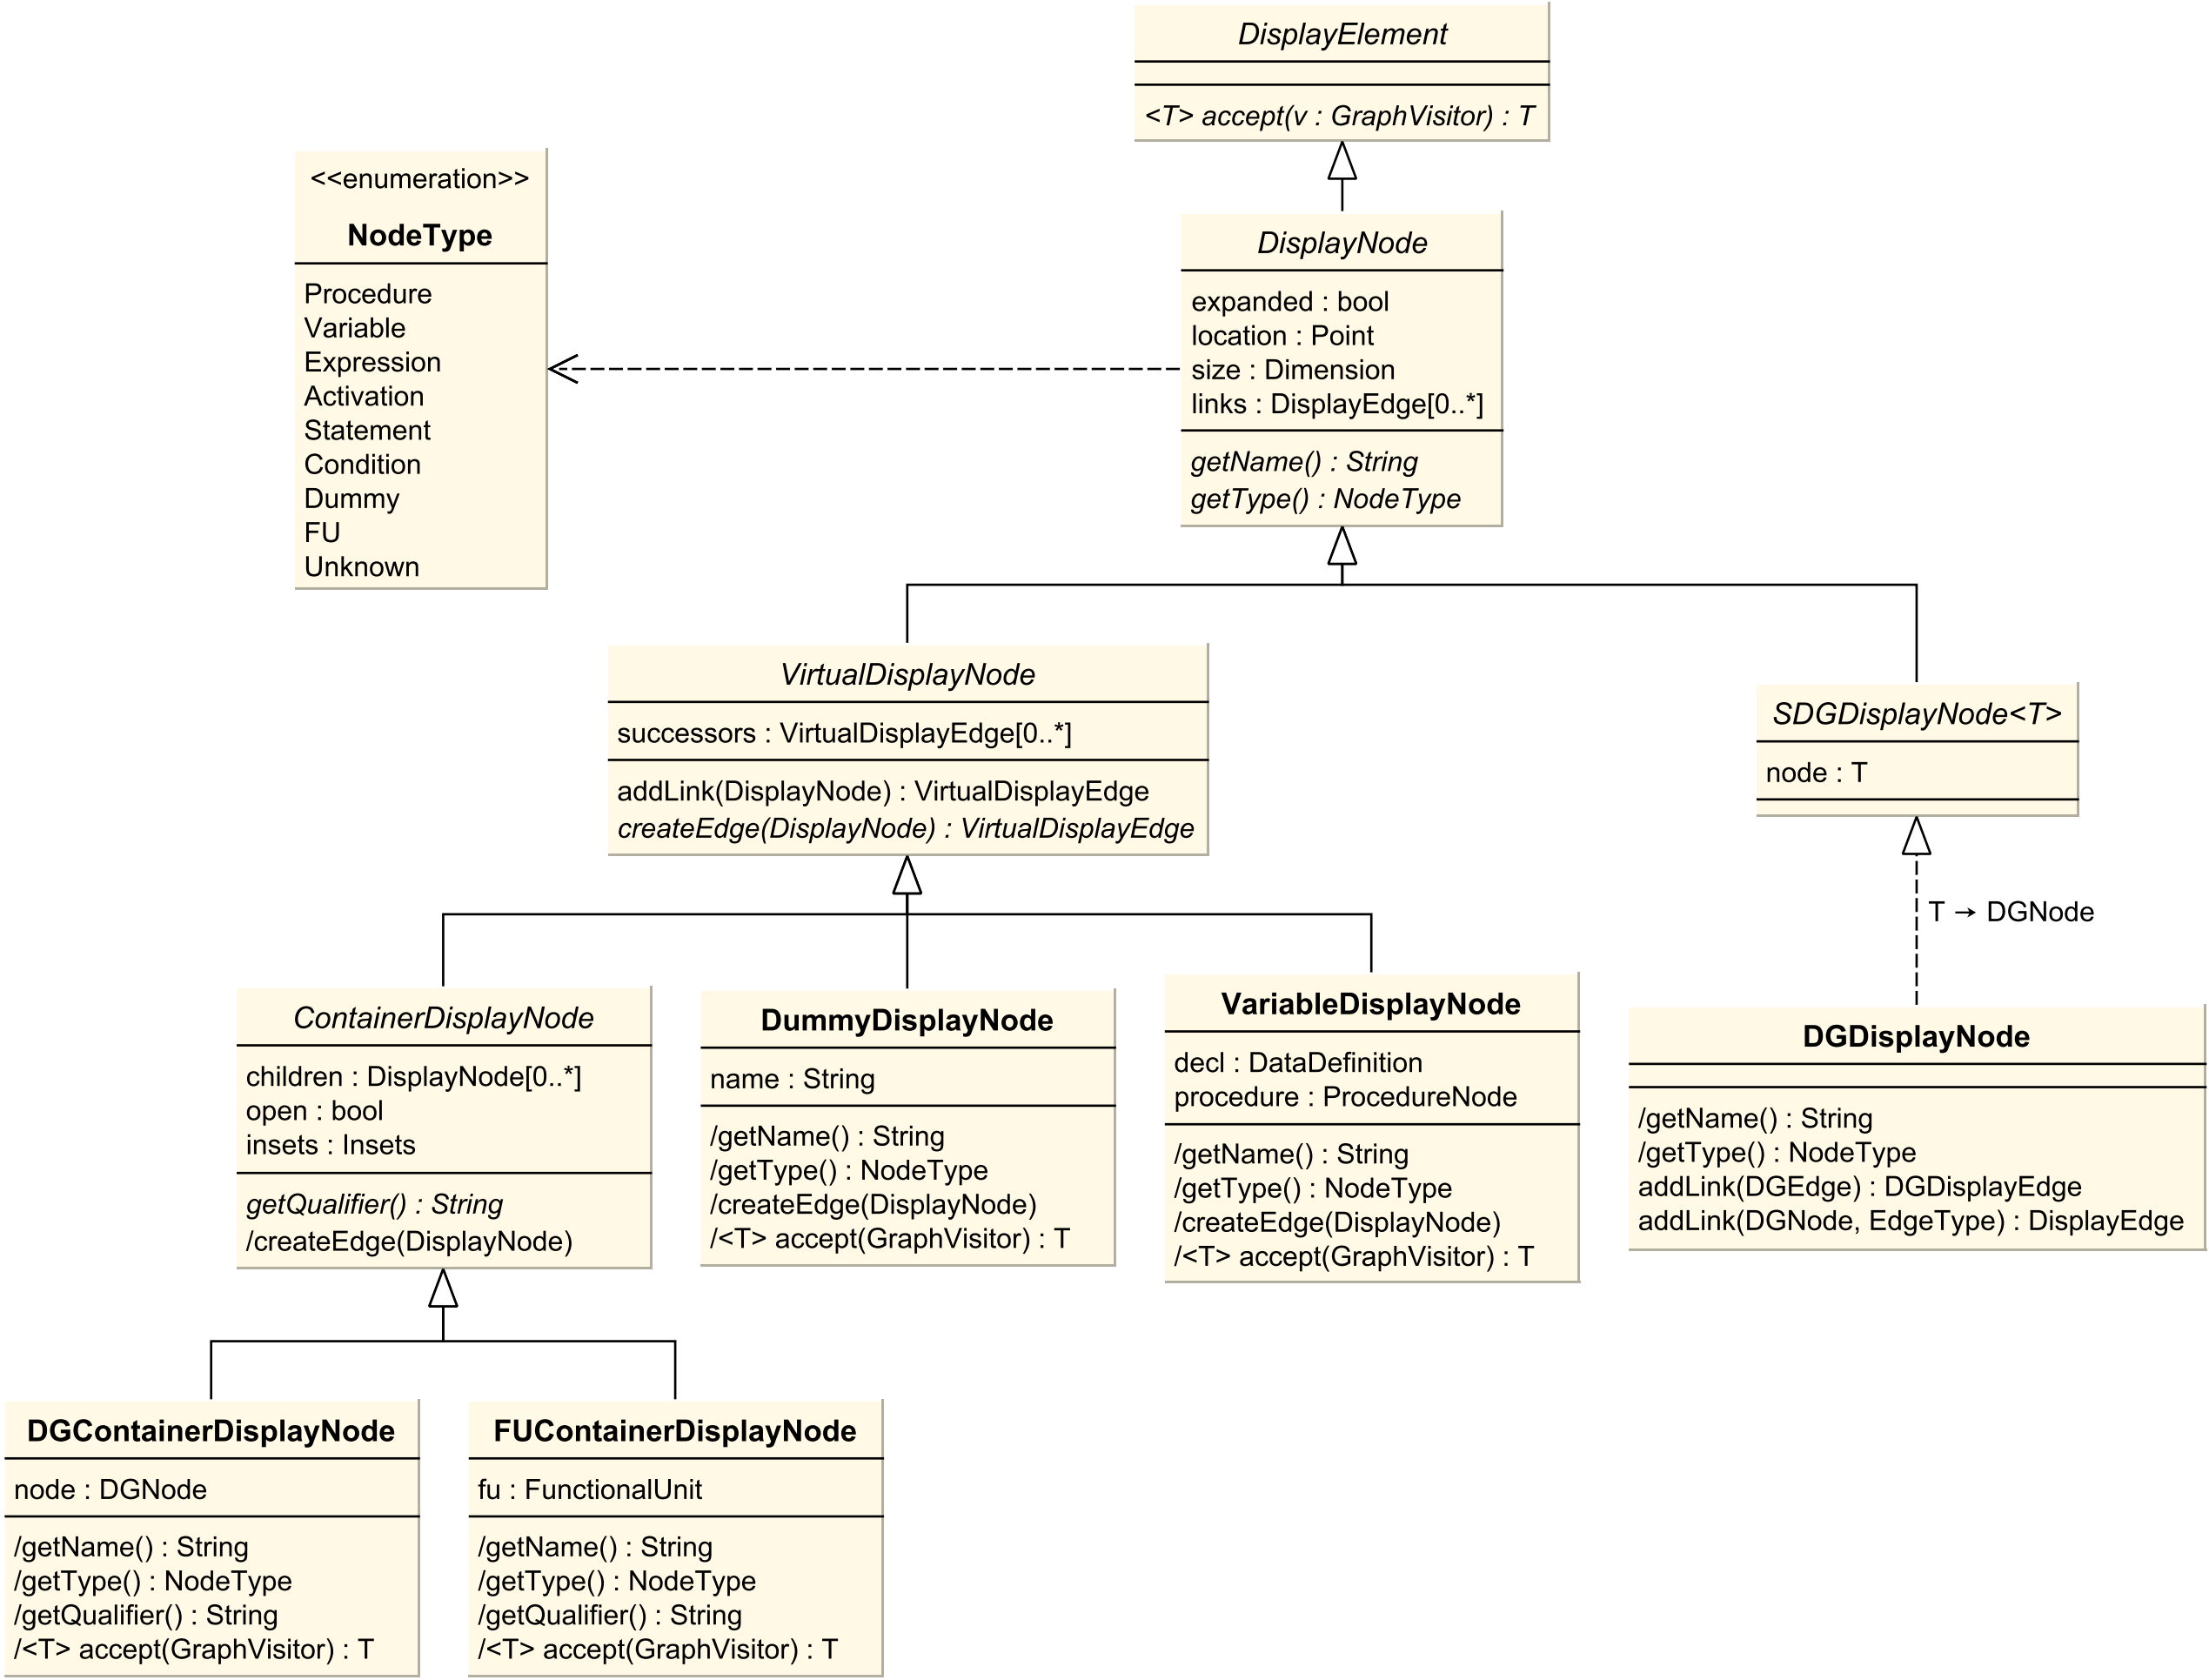 DisplayElement
<T> accept(v : GraphVisitor) : T
<<enumeration>>
NodeType
Procedure
Variable
Expression
Activation
Statement
Condition
Dummy
FU
Unknown
DisplayNode
expanded : bool
location : Point
size : Dimension
links : DisplayEdge[0..*]
getName() : String
getType() : NodeType
VirtualDisplayNode
successors : VirtualDisplayEdge[0..*]
addLink(DisplayNode) : VirtualDisplayEdge
createEdge(DisplayNode) : VirtualDisplayEdge
SDGDisplayNode<T>
node : T
T → DGNode
ContainerDisplayNode
children : DisplayNode[0..*]
open : bool
insets : Insets
getQualifier() : String
/createEdge(DisplayNode)
DummyDisplayNode
name : String
/getName() : String
/getType() : NodeType
/createEdge(DisplayNode)
/<T> accept(GraphVisitor) : T
VariableDisplayNode
decl : DataDefinition
procedure : ProcedureNode
/getName() : String
/getType() : NodeType
/createEdge(DisplayNode)
/<T> accept(GraphVisitor) : T
DGDisplayNode
/getName() : String
/getType() : NodeType
addLink(DGEdge) : DGDisplayEdge
addLink(DGNode, EdgeType) : DisplayEdge
DGContainerDisplayNode
node : DGNode
/getName() : String
/getType() : NodeType
/getQualifier() : String
/<T> accept(GraphVisitor) : T
FUContainerDisplayNode
fu : FunctionalUnit
/getName() : String
/getType() : NodeType
/getQualifier() : String
/<T> accept(GraphVisitor) : T